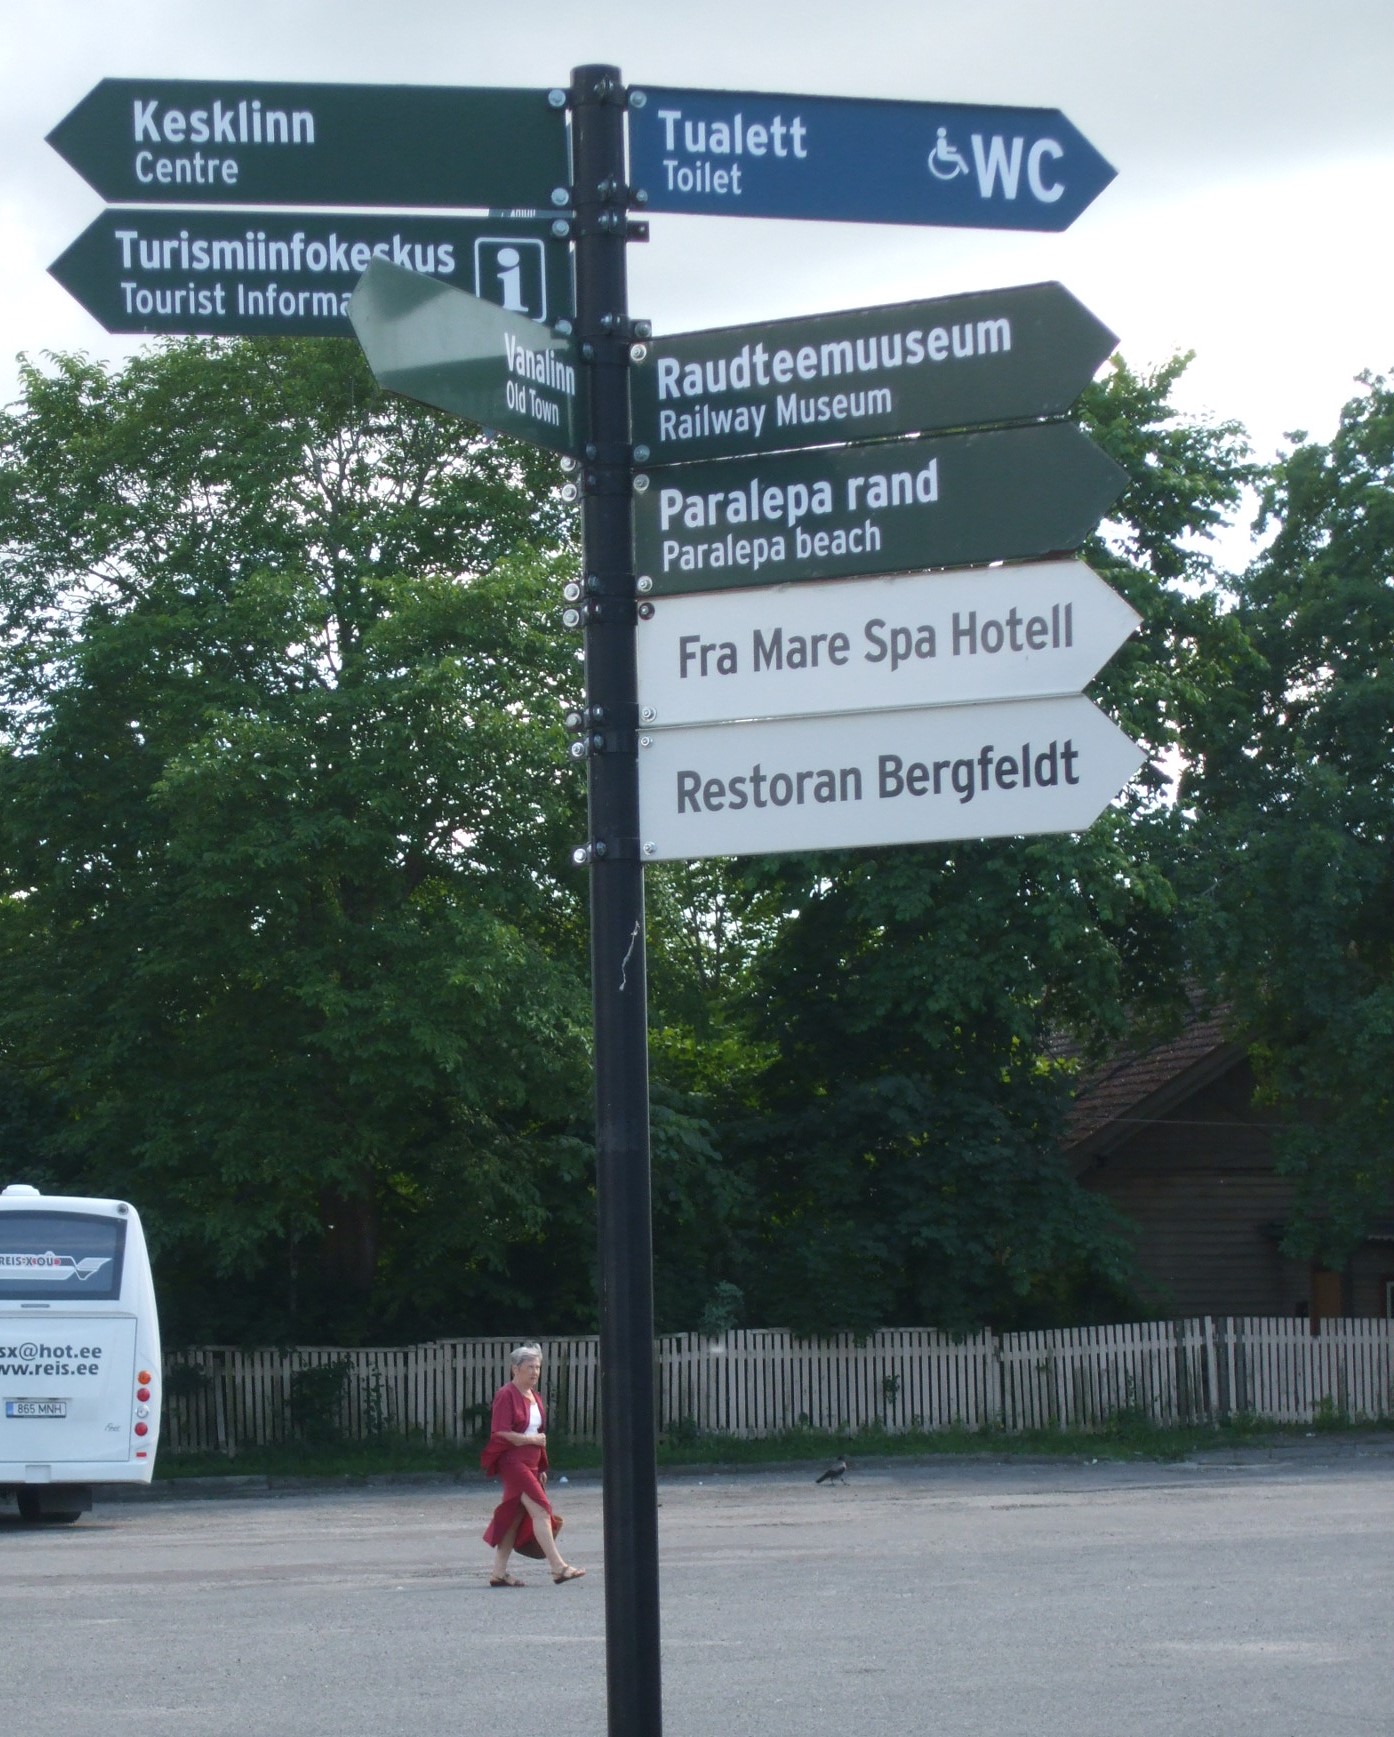 Kesklinn
Centre
Tualett
Toilet
WC
Turismiinfokeskus
Tourist Informa
i
Vanalinn
Old Town
Raudteemuuseum
Railway Museum
Paralepa rand
Paralepa beach
Fra Mare Spa Hotell
Restoran Bergfeldt
sx@hot.ee
ww.reis.ee
865 MNH